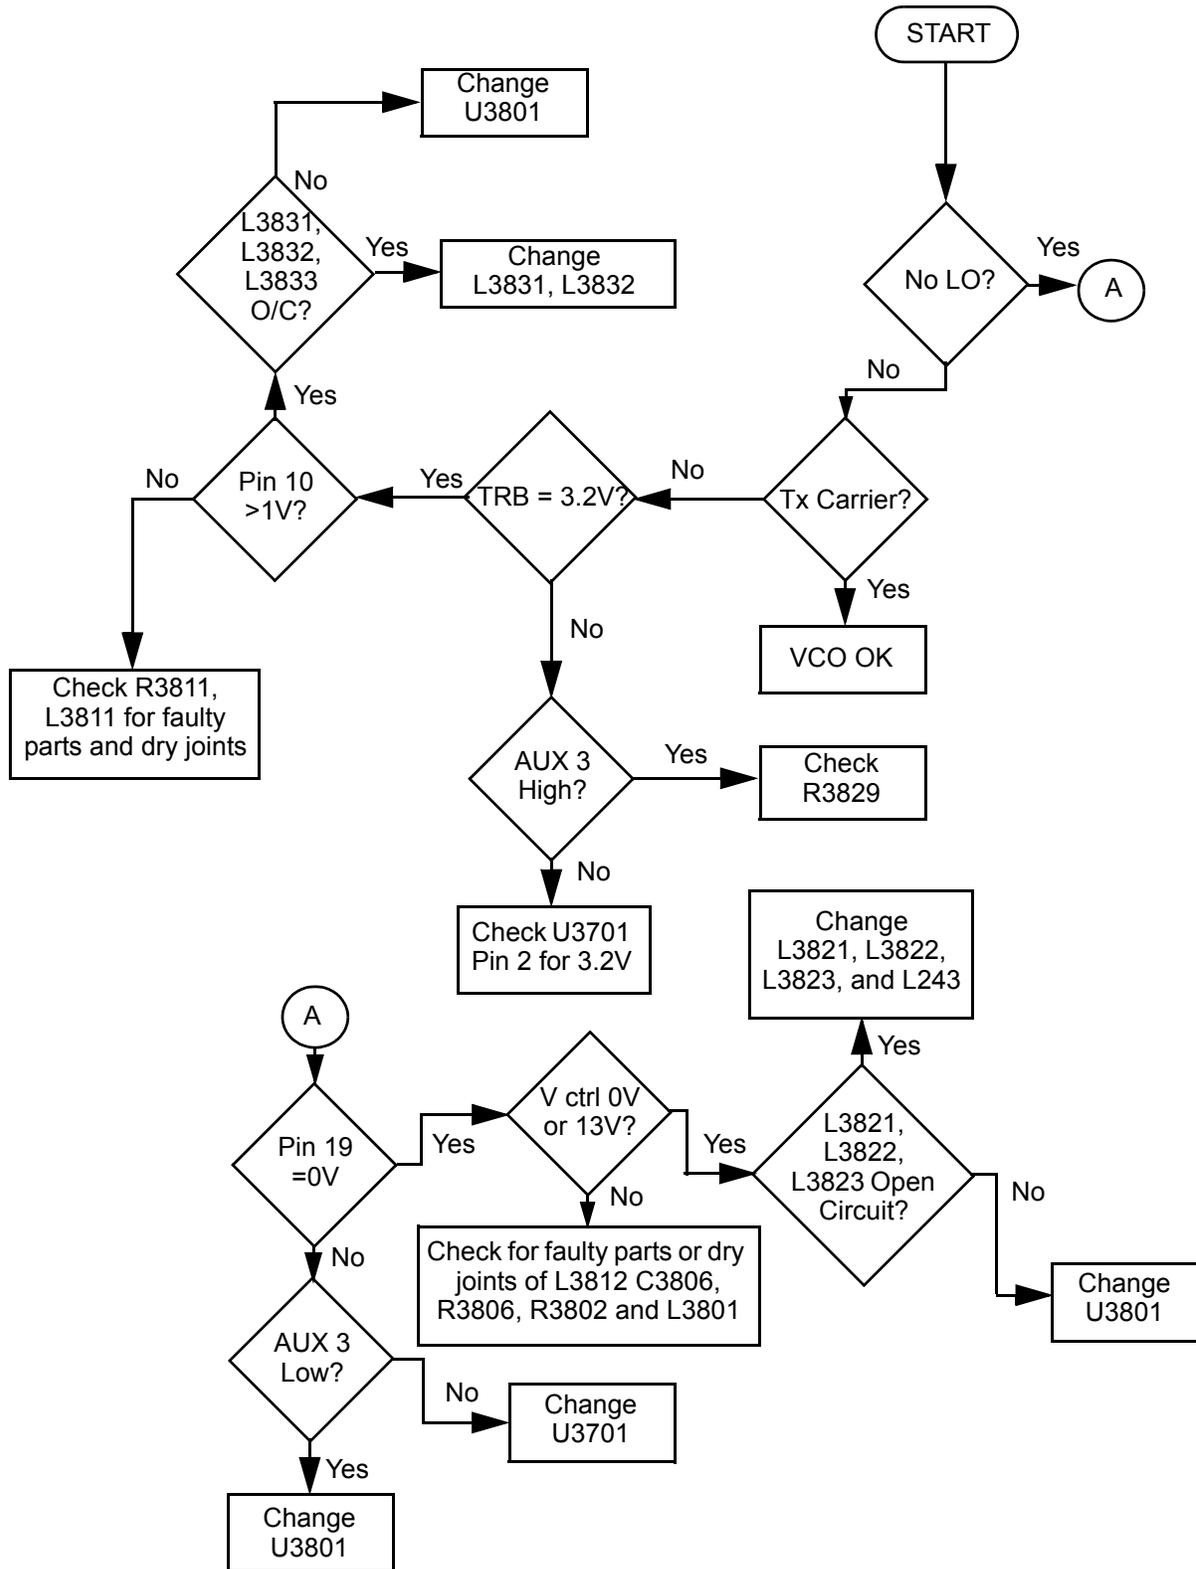 START
Change
U3801
No
L3831,
L3832,
L3833
O/C?
Yes
Change
L3831, L3832
No LO?
Yes
A
No
Yes
Pin 10
>1V?
No
Yes
TRB = 3.2V?
No
Tx Carrier?
Yes
VCO OK
No
Check R3811,
L3811 for faulty
parts and dry joints
AUX 3
High?
Yes
Check
R3829
No
Check U3701
Pin 2 for 3.2V
Change
L3821, L3822,
L3823, and L243
A
Yes
V ctrl 0V
or 13V?
L3821,
L3822,
L3823 Open
Circuit?
Pin 19
=0V
Yes
Yes
No
No
No
Check for faulty parts or dry
joints of L3812 C3806,
R3806, R3802 and L3801
Change
U3801
AUX 3
Low?
No
Change
U3701
Yes
Change
U3801